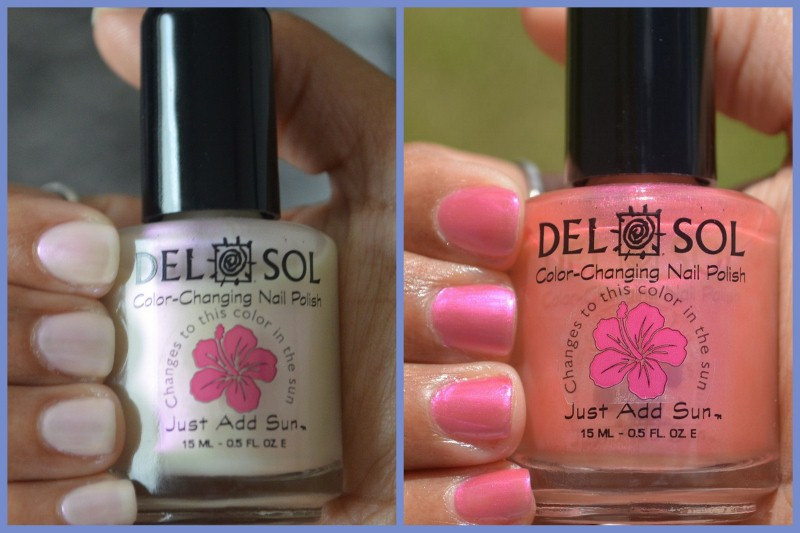 DEL SOL
Color-Changing Nail Polish
Changes to this color in the sun
Just Add Sun™
15 ML - 0.5 FL. OZ. E
DEL SOL
Color-Changing Nail Polish
Changes to this color in the sun
Just Add Sun™
15 ML - 0.5 FL. OZ. E